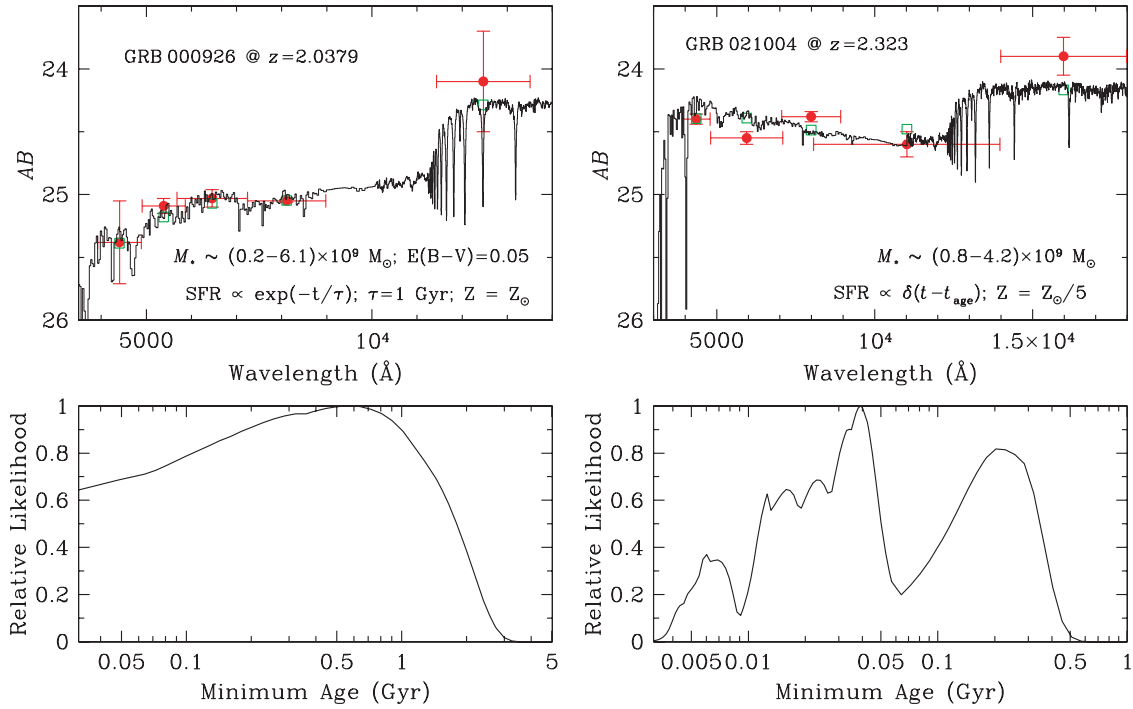 GRB 000926 @ z=2.0379
24
25
26
AB
M⋆ ~ (0.2−6.1)×10⁹ M⊙; E(B−V)=0.05
SFR ∝ exp(−t/τ); τ=1 Gyr; Z = Z⊙
5000
10⁴
Wavelength (Å)
GRB 021004 @ z=2.323
24
25
26
AB
M⋆ ~ (0.8−4.2)×10⁹ M⊙
SFR ∝ δ(t−t_age); Z = Z⊙/5
5000
10⁴
1.5×10⁴
Wavelength (Å)
1
0.8
0.6
0.4
0.2
0
Relative Likelihood
0.05
0.1
0.5
1
5
Minimum Age (Gyr)
1
0.8
0.6
0.4
0.2
0
Relative Likelihood
0.005
0.01
0.05
0.1
0.5
1
Minimum Age (Gyr)